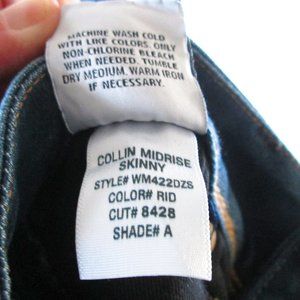 MACHINE WASH COLD
WITH LIKE COLORS. ONLY
NON-CHLORINE BLEACH
WHEN NEEDED. TUMBLE
DRY MEDIUM. WARM IRON
IF NECESSARY.
COLLIN MIDRISE
SKINNY
STYLE# WM422DZS
COLOR# RID
CUT# 8428
SHADE# A